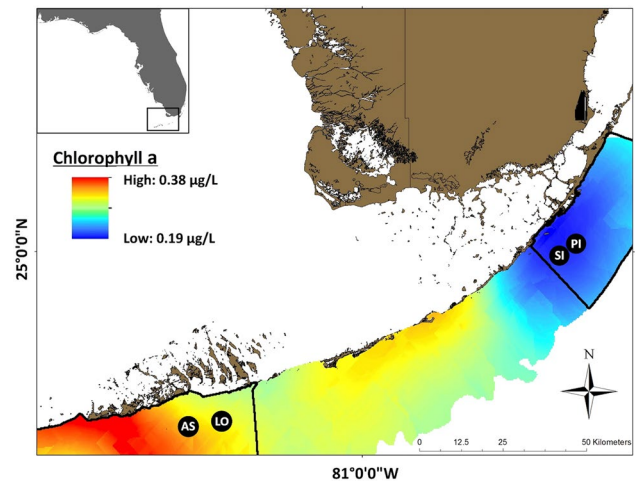 Chlorophyll a
High: 0.38 µg/L
Low: 0.19 µg/L
25°0'0"N
PI
SI
N
LO
AS
0 12.5 25 50 Kilometers
81°0'0"W